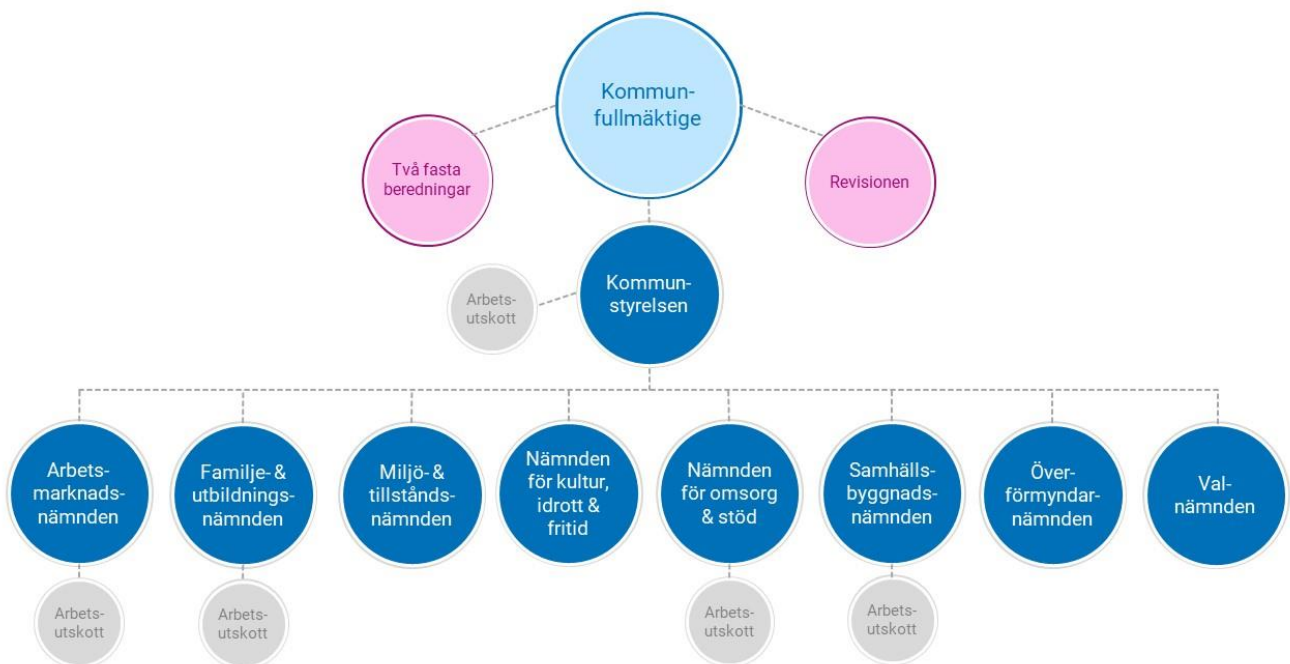 Kommun-
fullmäktige
Två fasta
beredningar
Revisionen
Kommun-
styrelsen
Arbets-
utskott
Arbets-
marknads-
nämnden
Familje- &
utbildnings-
nämnden
Miljö- &
tillstånds-
nämnden
Nämnden
för kultur,
idrott &
fritid
Nämnden
för omsorg
& stöd
Samhälls-
byggnads-
nämnden
Över-
förmyndar-
nämnden
Val-
nämnden
Arbets-
utskott
Arbets-
utskott
Arbets-
utskott
Arbets-
utskott